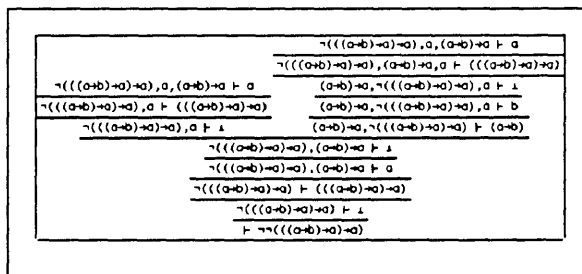 ¬(((a→b)→a)→a),a,(a→b)→a ⊢ a
¬(((a→b)→a)→a),(a→b)→a,a ⊢ (((a→b)→a)→a)
¬(((a→b)→a)→a),a,(a→b)→a ⊢ a (a→b)→a,¬(((a→b)→a)→a),a ⊢ ⊥
¬(((a→b)→a)→a),a ⊢ (((a→b)→a)→a) (a→b)→a,¬(((a→b)→a)→a),a ⊢ b
¬(((a→b)→a)→a),a ⊢ ⊥ (a→b)→a,¬(((a→b)→a)→a) ⊢ (a→b)
¬(((a→b)→a)→a),(a→b)→a ⊢ ⊥
¬(((a→b)→a)→a),(a→b)→a ⊢ a
¬(((a→b)→a)→a) ⊢ (((a→b)→a)→a)
¬(((a→b)→a)→a) ⊢ ⊥
⊢ ¬¬(((a→b)→a)→a)